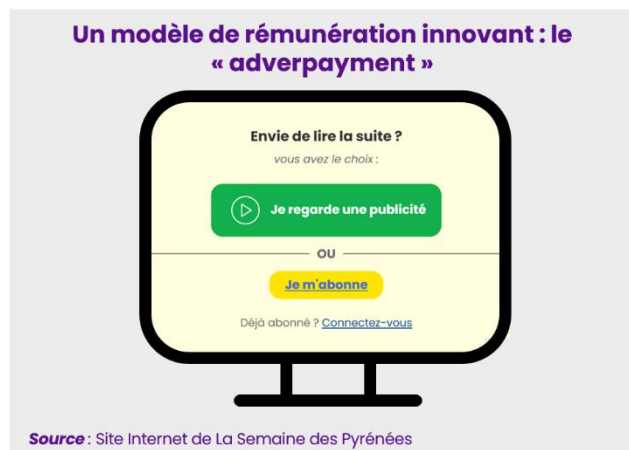 Un modèle de rémunération innovant : le
« adverpayment »
Envie de lire la suite ?
vous avez le choix :
Je regarde une publicité
OU
Je m'abonne
Déjà abonné ? Connectez-vous
Source : Site Internet de La Semaine des Pyrénées